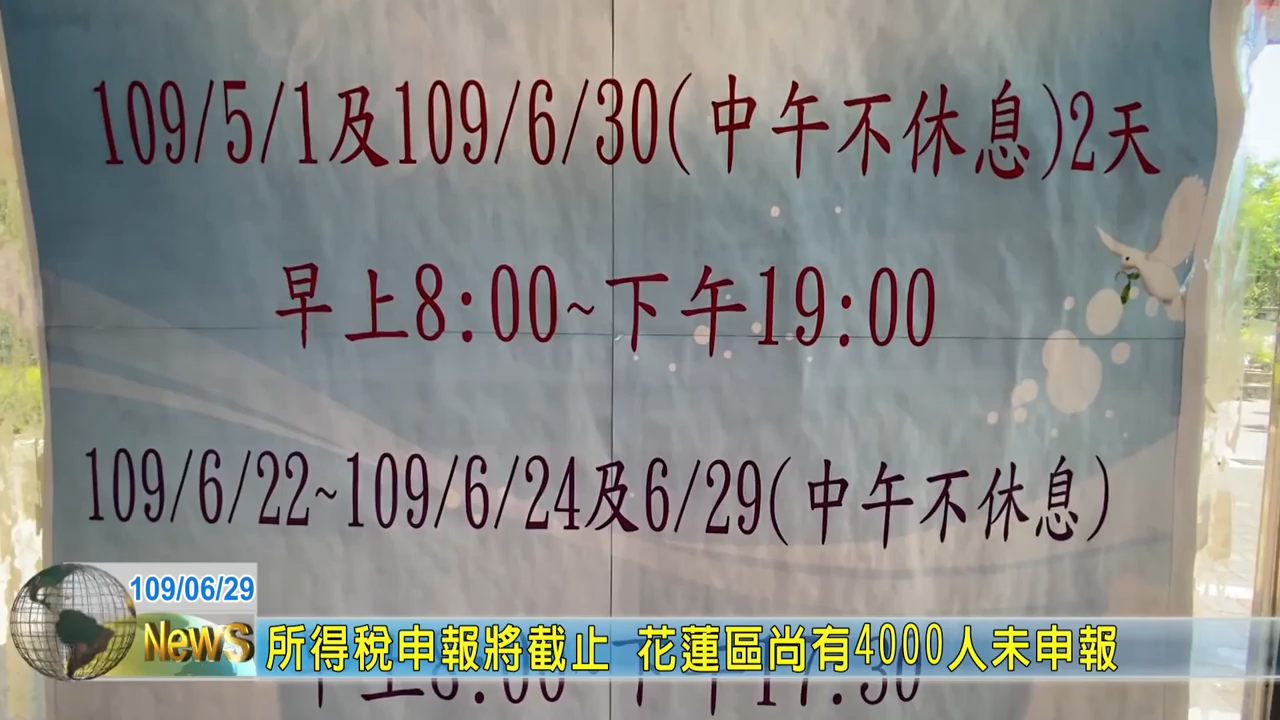 109/5/1及109/6/30(中午不休息)2天
早上8:00~下午19:00
109/6/22~109/6/24及6/29(中午不休息)
109/06/29
News
所得稅申報將截止 花蓮區尚有4000人未申報